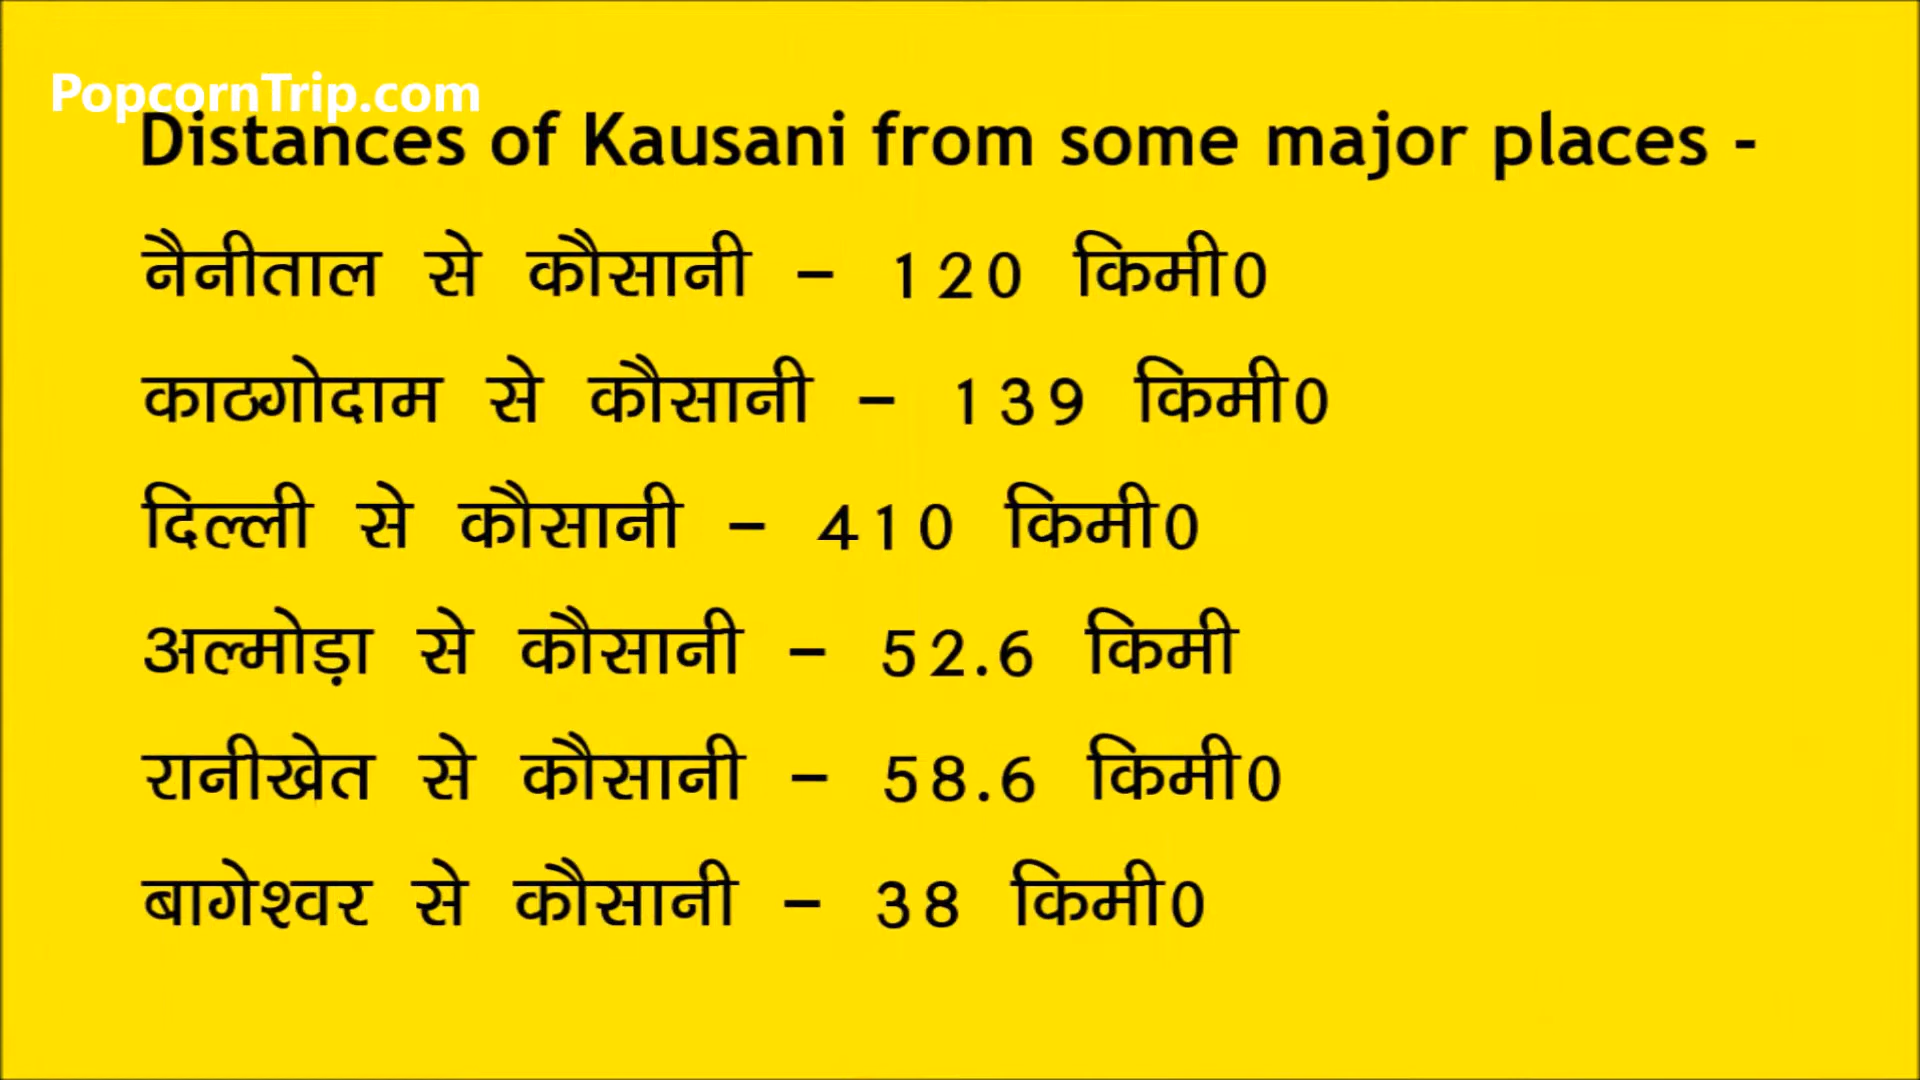 PopcornTrip.com
Distances of Kausani from some major places -
नैनीताल से कौसानी – 120 किमी0
काठगोदाम से कौसानी – 139 किमी0
दिल्ली से कौसानी – 410 किमी0
अल्मोड़ा से कौसानी – 52.6 किमी
रानीखेत से कौसानी – 58.6 किमी0
बागेश्वर से कौसानी – 38 किमी0